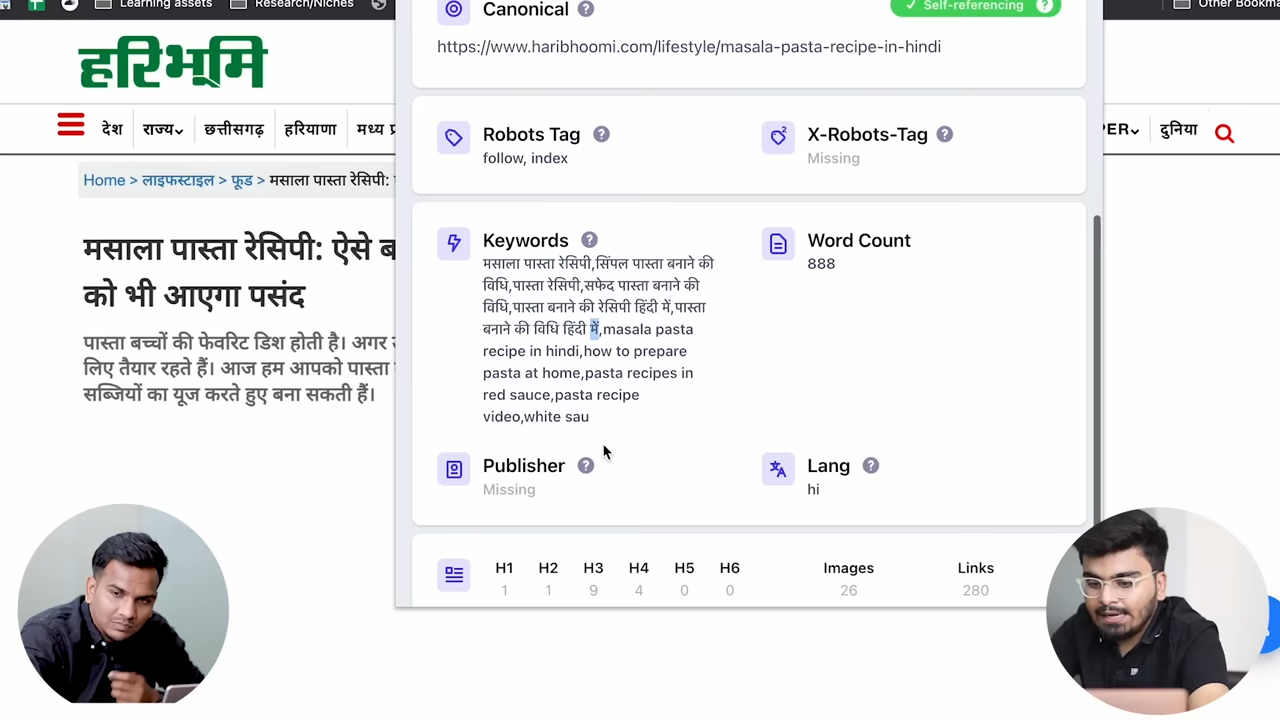 Learning assets
Research/Niches
Other Bookma
Canonical
Self-referencing
https://www.haribhoomi.com/lifestyle/masala-pasta-recipe-in-hindi
हरिभूमि
देश
राज्य
छत्तीसगढ़
हरियाणा
मध्य प्र
PER
दुनिया
Robots Tag
follow, index
X-Robots-Tag
Missing
Home > लाइफस्टाइल > फूड > मसाला पास्ता रेसिपी:
मसाला पास्ता रेसिपी: ऐसे ब
को भी आएगा पसंद
पास्ता बच्चों की फेवरिट डिश होती है। अगर
लिए तैयार रहते हैं। आज हम आपको पास्ता
सब्जियों का यूज करते हुए बना सकती हैं।
Keywords
मसाला पास्ता रेसिपी,सिंपल पास्ता बनाने की
विधि,पास्ता रेसिपी,सफेद पास्ता बनाने की
विधि,पास्ता बनाने की रेसिपी हिंदी में,पास्ता
बनाने की विधि हिंदी में,masala pasta
recipe in hindi,how to prepare
pasta at home,pasta recipes in
red sauce,pasta recipe
video,white sau
Word Count
888
Publisher
Missing
Lang
hi
H1 H2 H3 H4 H5 H6 Images Links
1 1 9 4 0 0 26 280